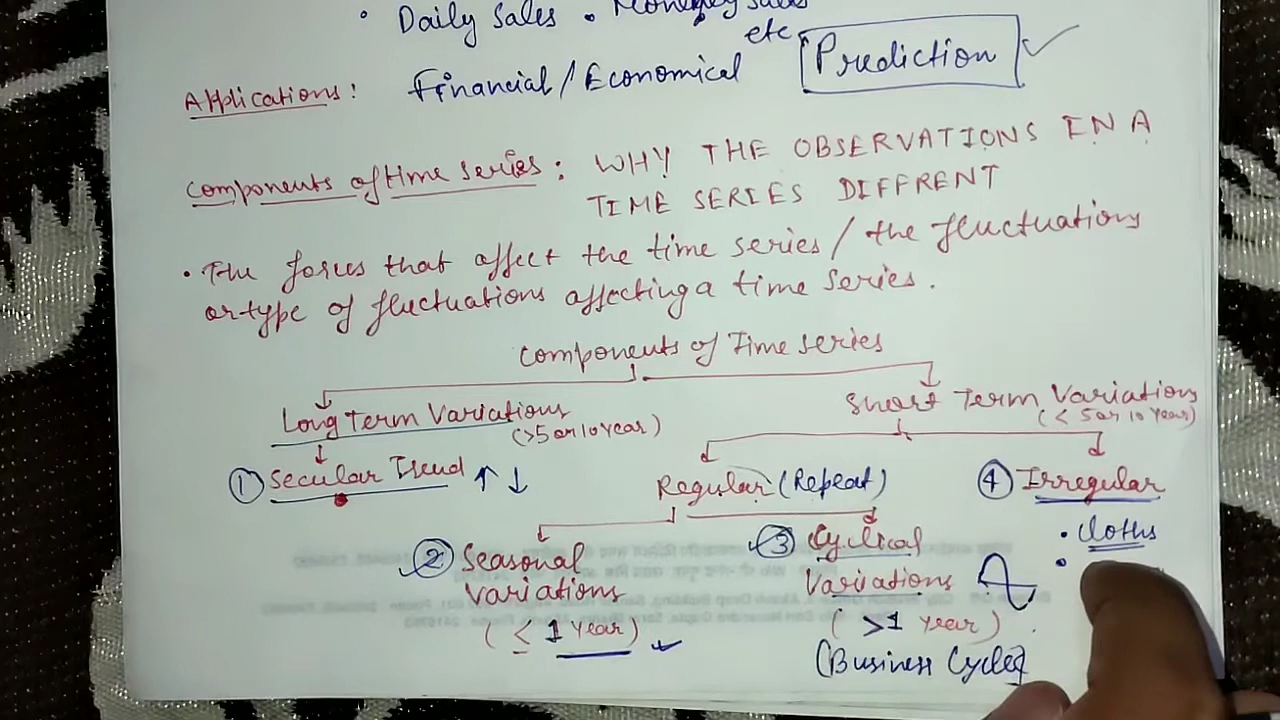 • Daily Sales • Money Sales
etc
Applications: Financial/Economical Prediction
Components of time series: WHY THE OBSERVATIONS IN A
TIME SERIES DIFFRENT
• The forces that affect the time series/the fluctuations
or type of fluctuations affecting a time series.
Components of Time series
Long Term Variations
(>5 or 10 year)
Short Term Variations
(< 5 or 10 year)
① Secular Trend ↑ ↓
Regular (Repeat)
④ Irregular
• Cloths
•
② Seasonal
Variations
(≤ 1 year)
③ Cyclical
Variations
(>1 year)
(Business Cycle)